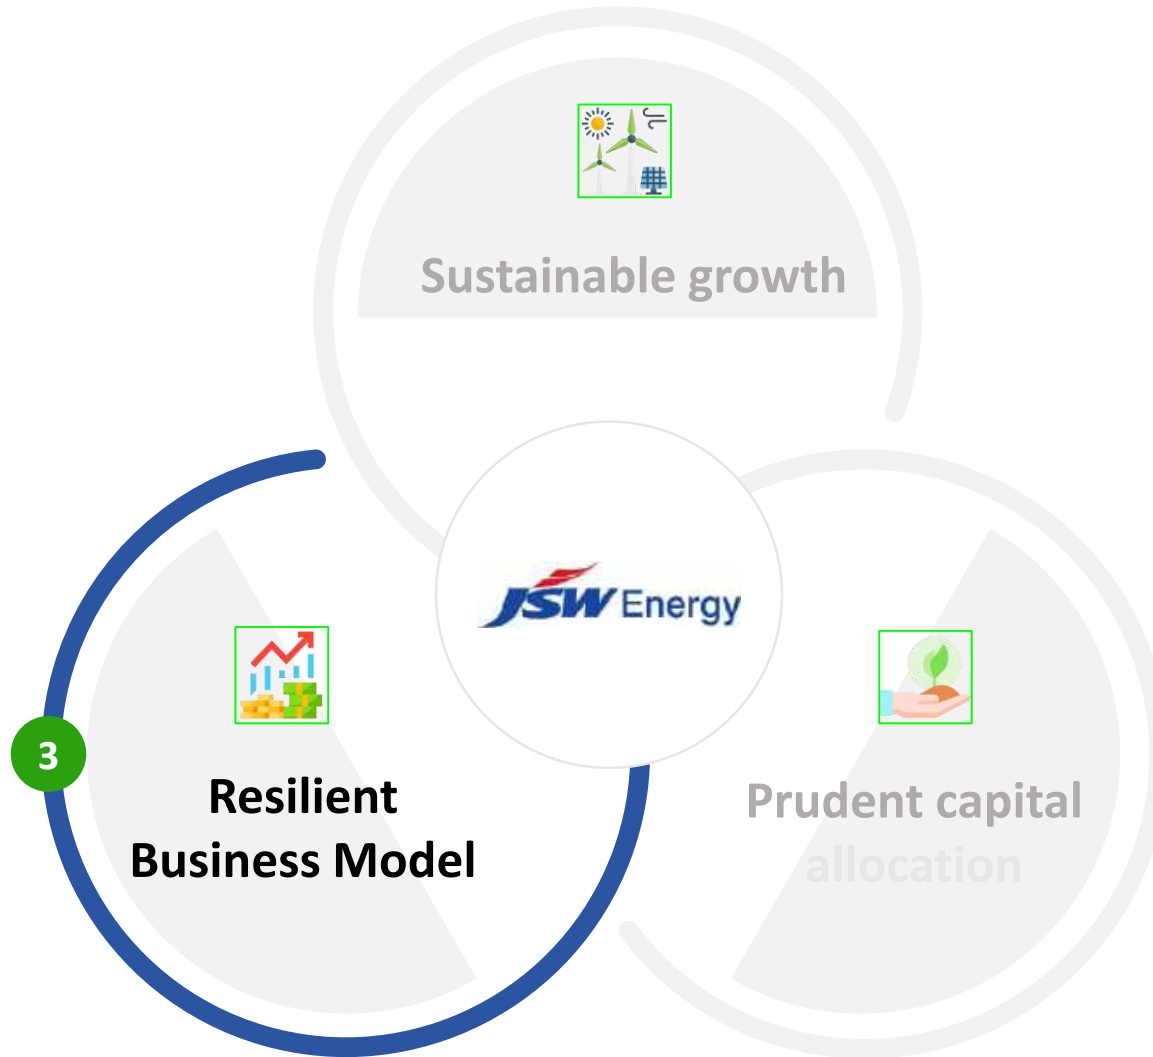 Sustainable growth
JSW Energy
3
Resilient
Business Model
Prudent capital
allocation